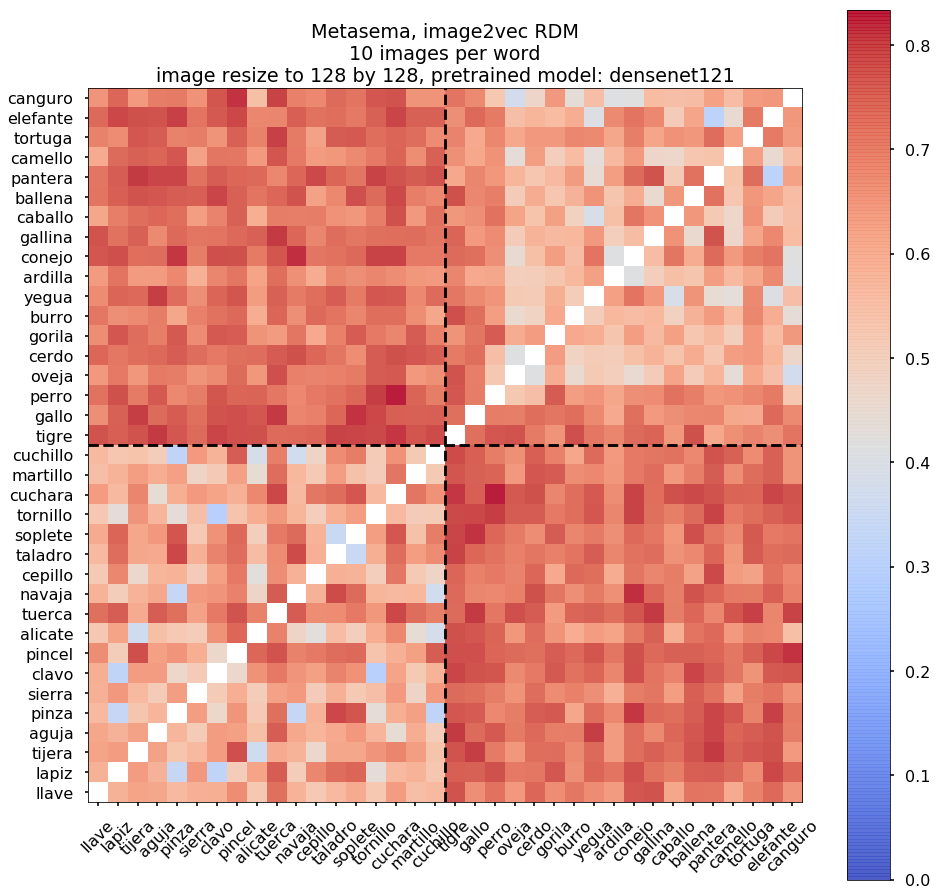 Metasema, image2vec RDM
10 images per word
image resize to 128 by 128, pretrained model: densenet121
canguro
elefante
tortuga
camello
pantera
ballena
caballo
gallina
conejo
ardilla
yegua
burro
gorila
cerdo
oveja
perro
gallo
tigre
cuchillo
martillo
cuchara
tornillo
soplete
taladro
cepillo
navaja
tuerca
alicate
pincel
clavo
sierra
pinza
aguja
tijera
lapiz
llave
llave
lapiz
tijera
aguja
pinza
sierra
clavo
pincel
alicate
tuerca
navaja
cepillo
taladro
soplete
tornillo
cuchara
martillo
cuchillo
tigre
gallo
perro
oveja
cerdo
gorila
burro
yegua
ardilla
conejo
gallina
caballo
ballena
pantera
camello
tortuga
elefante
canguro
0.8
0.7
0.6
0.5
0.4
0.3
0.2
0.1
0.0